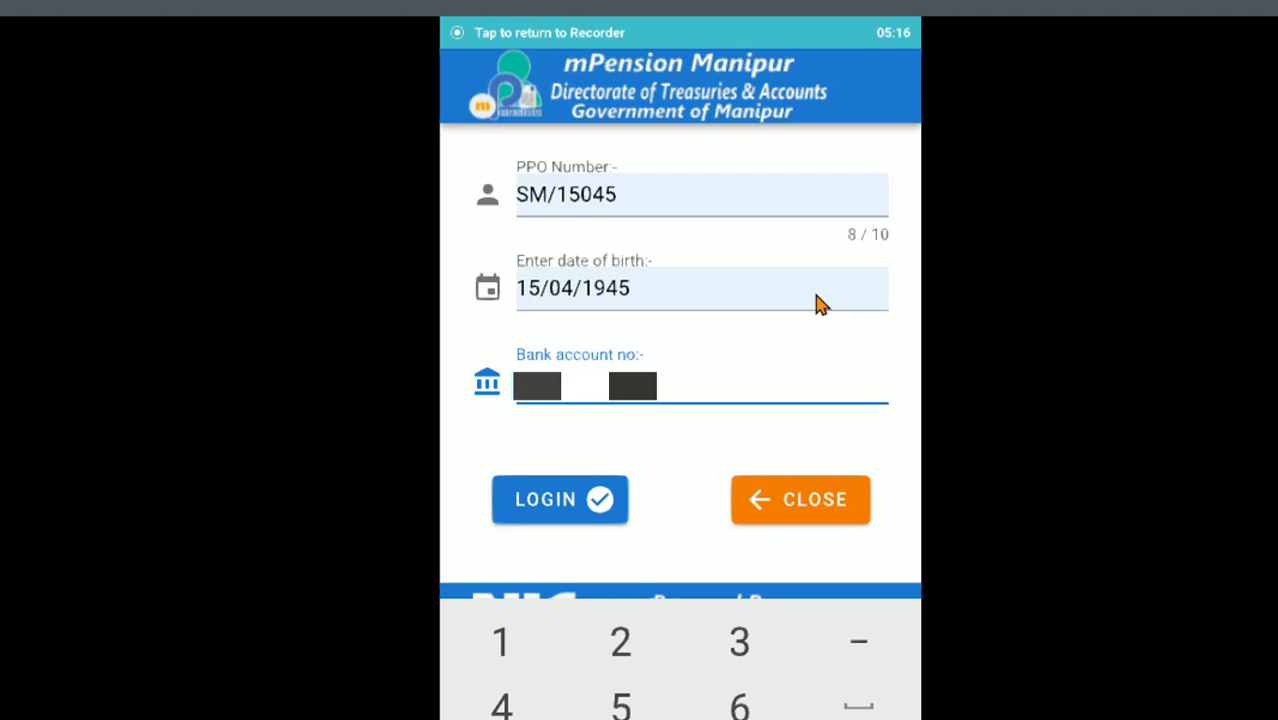 Tap to return to Recorder 05:16
mPension Manipur
Directorate of Treasuries & Accounts
Government of Manipur
m
PPO Number:-
SM/15045
8 / 10
Enter date of birth:-
15/04/1945
Bank account no:-
LOGIN CLOSE
1 2 3 -
4 5 6